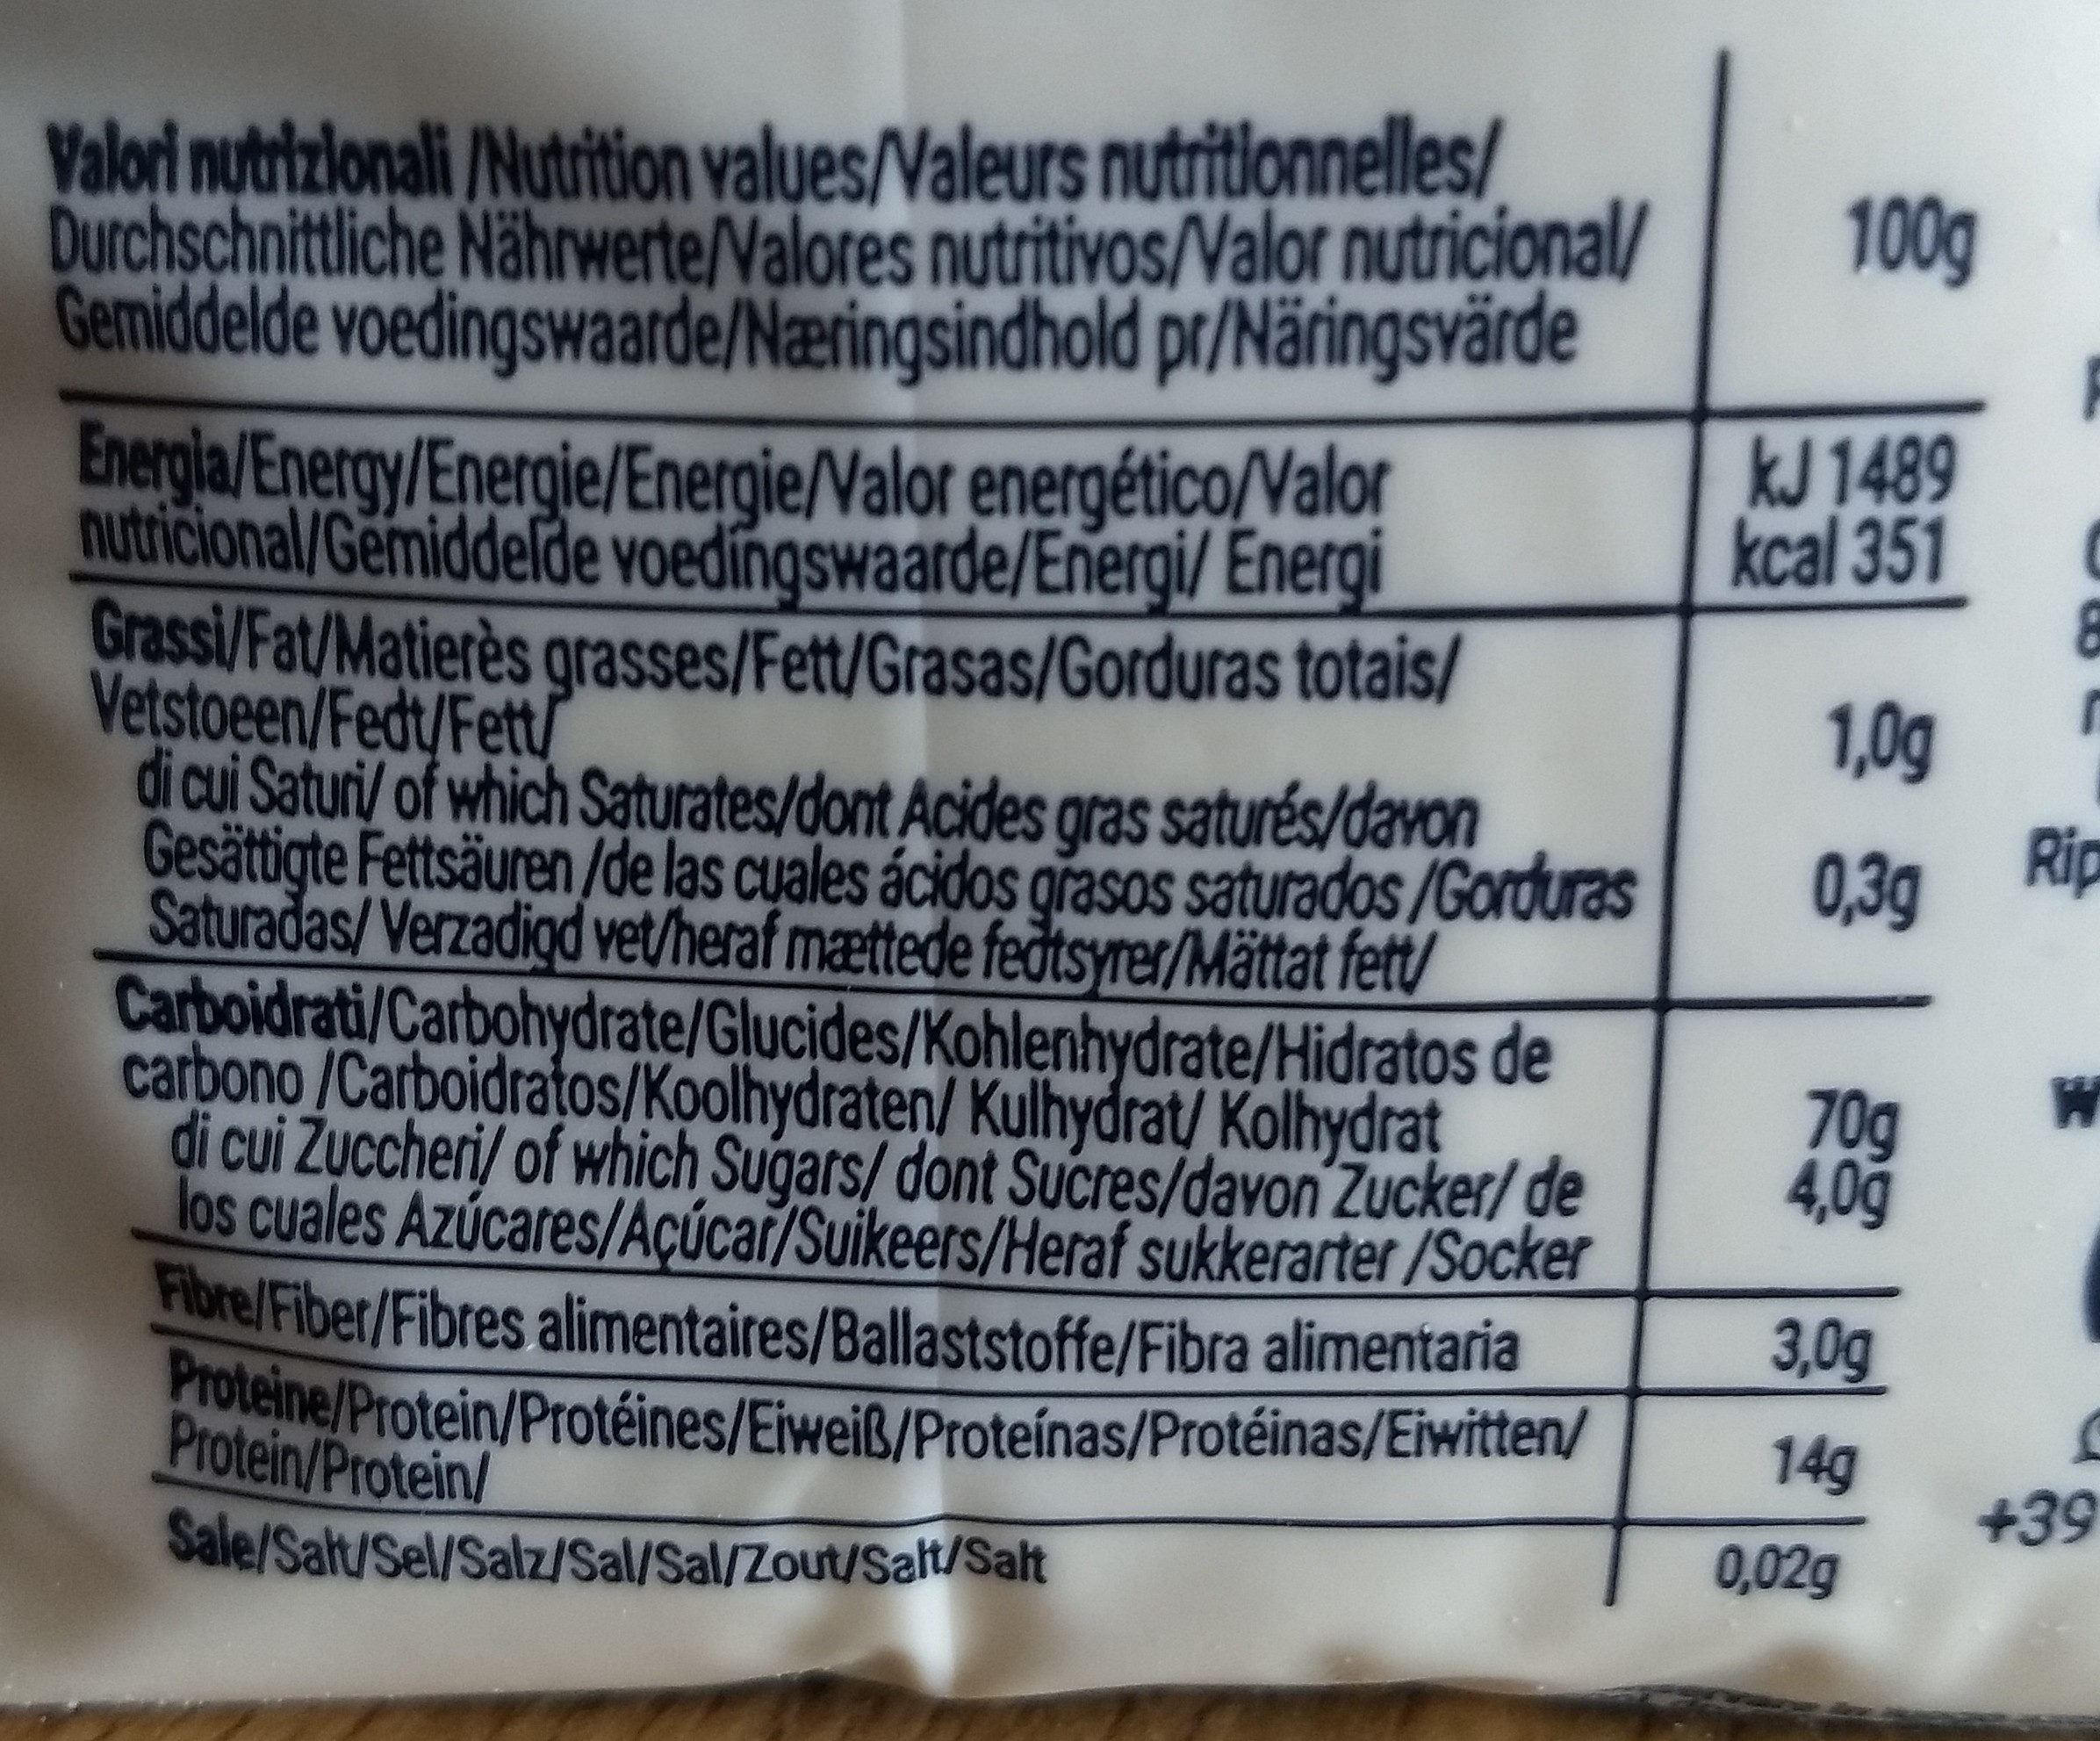 Valori nutrizionali /Nutrition values/Valeurs nutritionnelles/
Durchschnittliche Nährwerte/Valores nutritivos/Valor nutricional/
Gemiddelde voedingswaarde/Næringsindhold pr/Näringsvärde
100g
Energia/Energy/Energie/Energie/Valor energético/Valor
nutricional/Gemiddelde voedingswaarde/Energi/ Energi
kJ 1489
kcal 351
Grassi/Fat/Matierès grasses/Fett/Grasas/Gorduras totais/
Vetstoeen/Fedt/Fett/
1,0g
di cui Saturi/ of which Saturates/dont Acides gras saturés/davon
Gesättigte Fettsäuren /de las cuales ácidos grasos saturados /Gorduras
Saturadas/ Verzadigd vet/heraf mættede fedtsyrer/Mättat fett/
0,3g
Carboidrati/Carbohydrate/Glucides/Kohlenhydrate/Hidratos de
carbono /Carboidratos/Koolhydraten/ Kulhydrat/ Kolhydrat
70g
di cui Zuccheri/ of which Sugars/ dont Sucres/davon Zucker/ de
los cuales Azúcares/Açúcar/Suikeers/Heraf sukkerarter /Socker
4,0g
Fibre/Fiber/Fibres alimentaires/Ballaststoffe/Fibra alimentaria
3,0g
Proteine/Protein/Protéines/Eiweiß/Proteínas/Protéinas/Eiwitten/
Protein/Protein/
14g
Sale/Salt/Sel/Salz/Sal/Sal/Zout/Salt/Salt
0,02g
Rip
+39